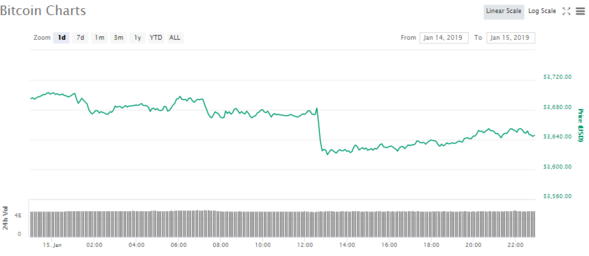 Bitcoin Charts
Linear Scale Log Scale
Zoom 1d 7d 1m 3m 1y YTD ALL From Jan 14, 2019 To Jan 15, 2019
$3,720.00
$3,680.00
$3,640.00
$3,600.00
$3,560.00
Price (USD)
24h Vol
0
15. Jan 02:00 04:00 06:00 08:00 10:00 12:00 14:00 16:00 18:00 20:00 22:00